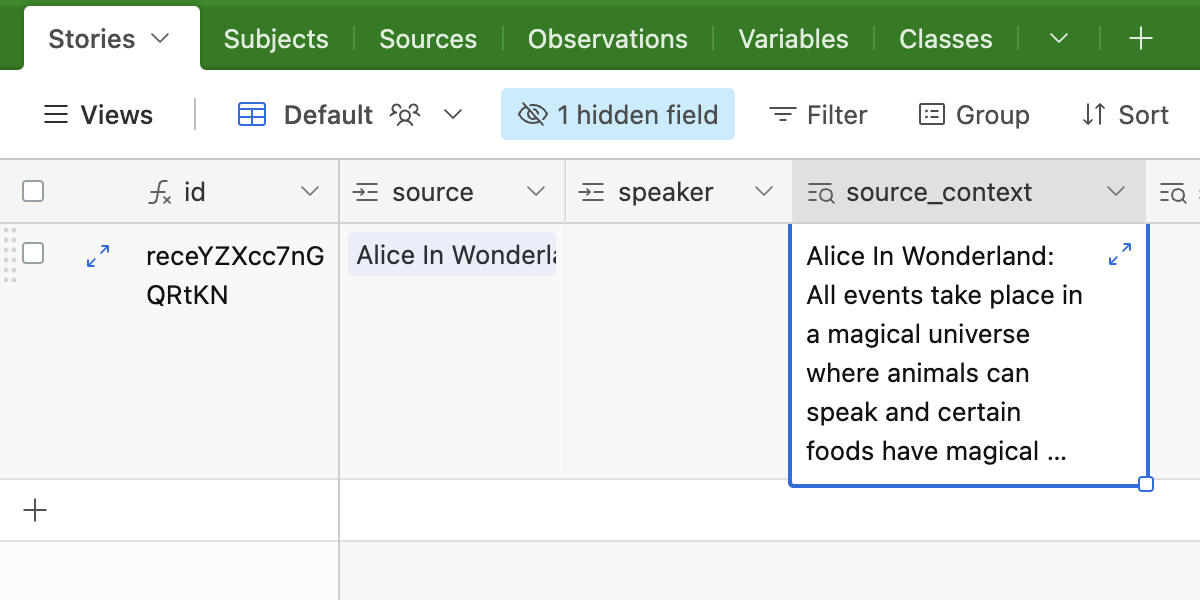 Stories Subjects Sources Observations Variables Classes
Views Default 1 hidden field Filter Group Sort
id source speaker source_context
receYZXcc7nG Alice In Wonderla Alice In Wonderland:
QRtKN All events take place in
a magical universe
where animals can
speak and certain
foods have magical ...